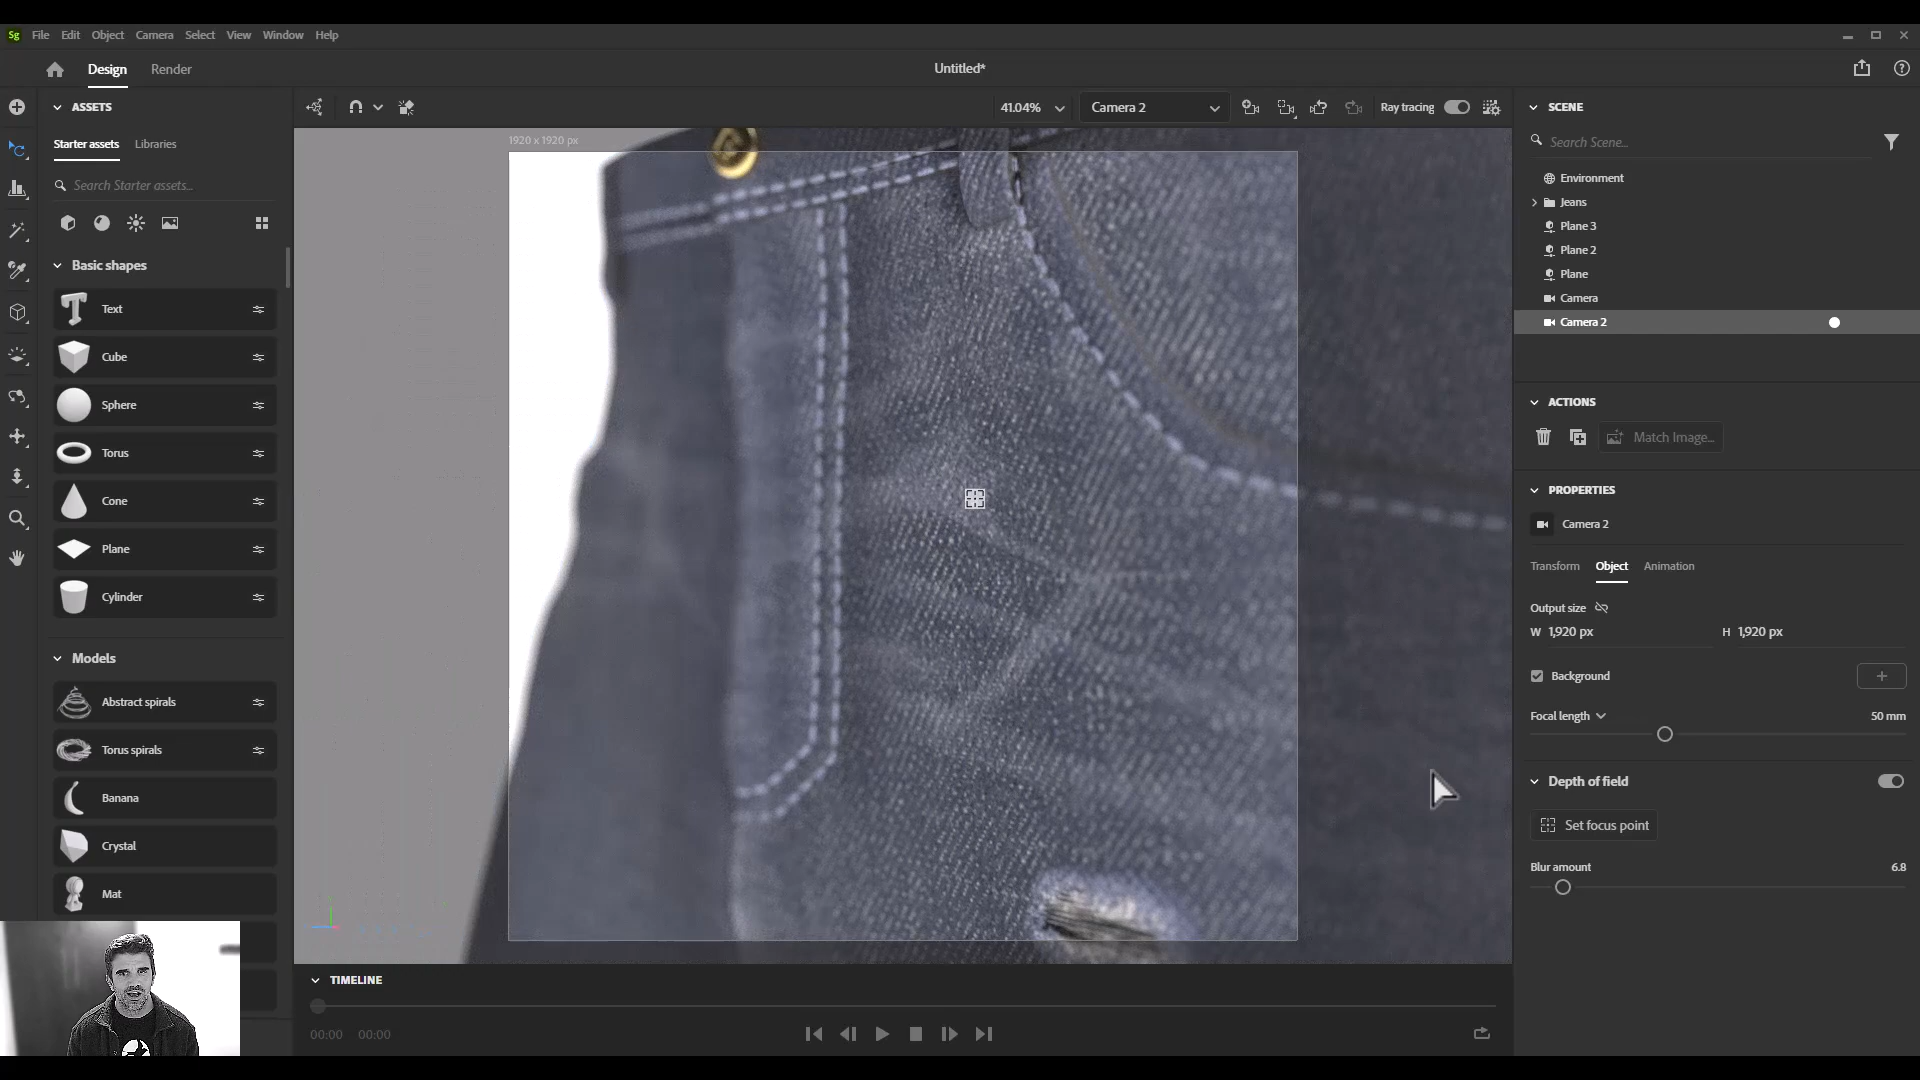 Sg File Edit Object Camera Select View Window Help
Design Render Untitled*
ASSETS
41.04% Camera 2 Ray tracing
SCENE
Starter assets Libraries
1920 x 1920 px
Search Scene...
Search Starter assets...
Environment
Jeans
Plane 3
Plane 2
Plane
Camera
Camera 2
Basic shapes
Text
Cube
Sphere
Torus
Cone
Plane
Cylinder
Models
Abstract spirals
Torus spirals
Banana
Crystal
Mat
ACTIONS
Match Image...
PROPERTIES
Camera 2
Transform Object Animation
Output size
W 1,920 px H 1,920 px
Background
Focal length 50 mm
Depth of field
Set focus point
Blur amount 6.8
TIMELINE
00:00 00:00